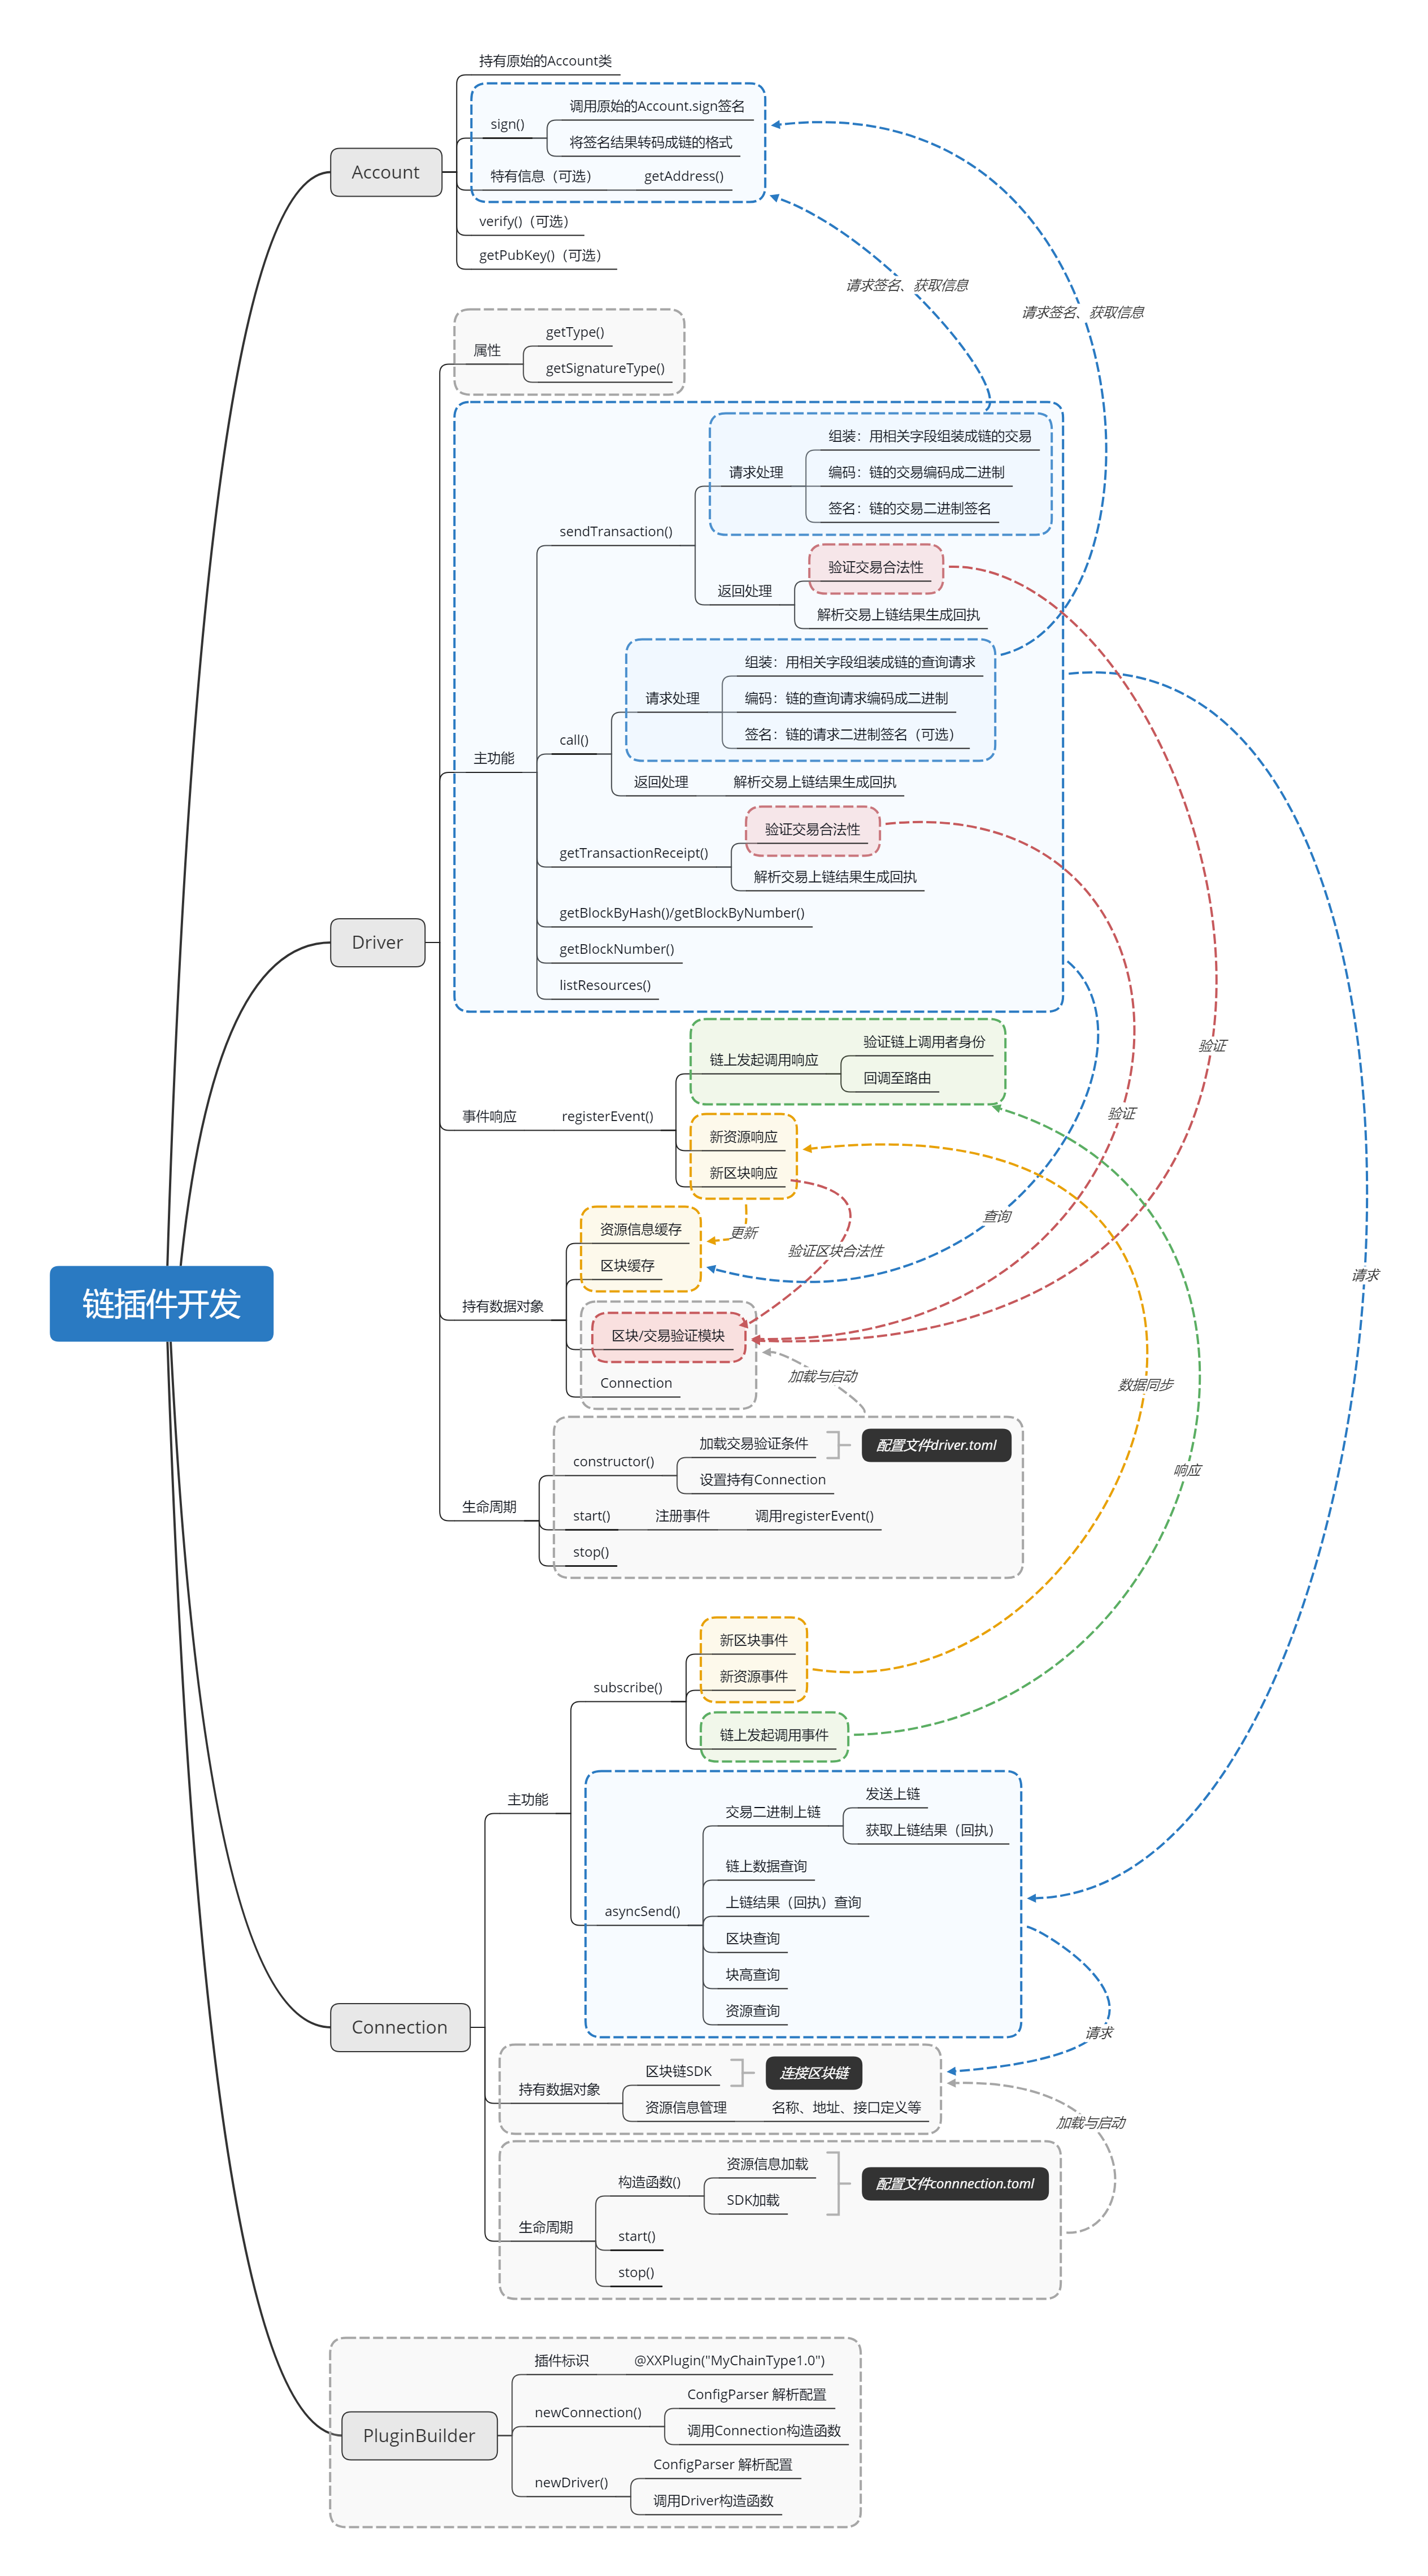 链插件开发
Account
持有原始的Account类
sign()
调用原始的Account.sign签名
将签名结果转码成链的格式
特有信息（可选）
getAddress()
verify()（可选）
getPubKey()（可选）
请求签名、获取信息
请求签名、获取信息
Driver
属性
getType()
getSignatureType()
主功能
sendTransaction()
请求处理
组装：用相关字段组装成链的交易
编码：链的交易编码成二进制
签名：链的交易二进制签名
返回处理
验证交易合法性
解析交易上链结果生成回执
call()
请求处理
组装：用相关字段组装成链的查询请求
编码：链的查询请求编码成二进制
签名：链的请求二进制签名（可选）
返回处理
解析交易上链结果生成回执
getTransactionReceipt()
验证交易合法性
解析交易上链结果生成回执
getBlockByHash()/getBlockByNumber()
getBlockNumber()
listResources()
事件响应
registerEvent()
链上发起调用响应
验证链上调用者身份
回调至路由
新资源响应
新区块响应
验证
验证
查询
更新
验证区块合法性
请求
持有数据对象
资源信息缓存
区块缓存
区块/交易验证模块
Connection
加载与启动
数据同步
响应
生命周期
constructor()
加载交易验证条件
设置持有Connection
配置文件driver.toml
start()
注册事件
调用registerEvent()
stop()
Connection
主功能
subscribe()
新区块事件
新资源事件
链上发起调用事件
asyncSend()
交易二进制上链
发送上链
获取上链结果（回执）
链上数据查询
上链结果（回执）查询
区块查询
块高查询
资源查询
请求
持有数据对象
区块链SDK
连接区块链
资源信息管理
名称、地址、接口定义等
加载与启动
生命周期
构造函数()
资源信息加载
SDK加载
配置文件connnection.toml
start()
stop()
PluginBuilder
插件标识
@XXPlugin("MyChainType1.0")
newConnection()
ConfigParser 解析配置
调用Connection构造函数
newDriver()
ConfigParser 解析配置
调用Driver构造函数